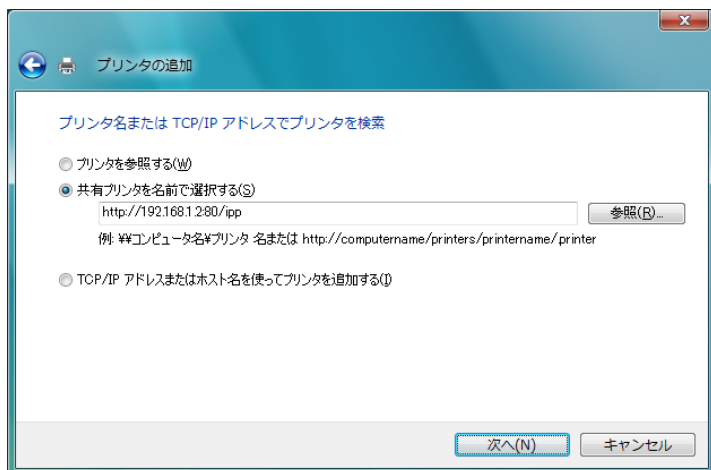 プリンタの追加
プリンタ名または TCP/IP アドレスでプリンタを検索
プリンタを参照する(W)
共有プリンタを名前で選択する(S)
http://192.168.1.2:80/ipp
参照(R)...
例: ¥¥コンピュータ名¥プリンタ 名または http://computername/printers/printername/.printer
TCP/IP アドレスまたはホスト名を使ってプリンタを追加する(I)
次へ(N)
キャンセル